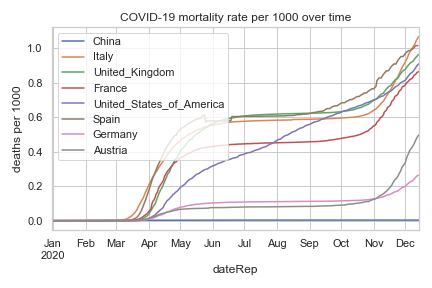 COVID-19 mortality rate per 1000 over time
deaths per 1000
1.0
0.8
0.6
0.4
0.2
0.0
China
Italy
United_Kingdom
France
United_States_of_America
Spain
Germany
Austria
Jan Feb Mar Apr May Jun Jul Aug Sep Oct Nov Dec
2020
dateRep